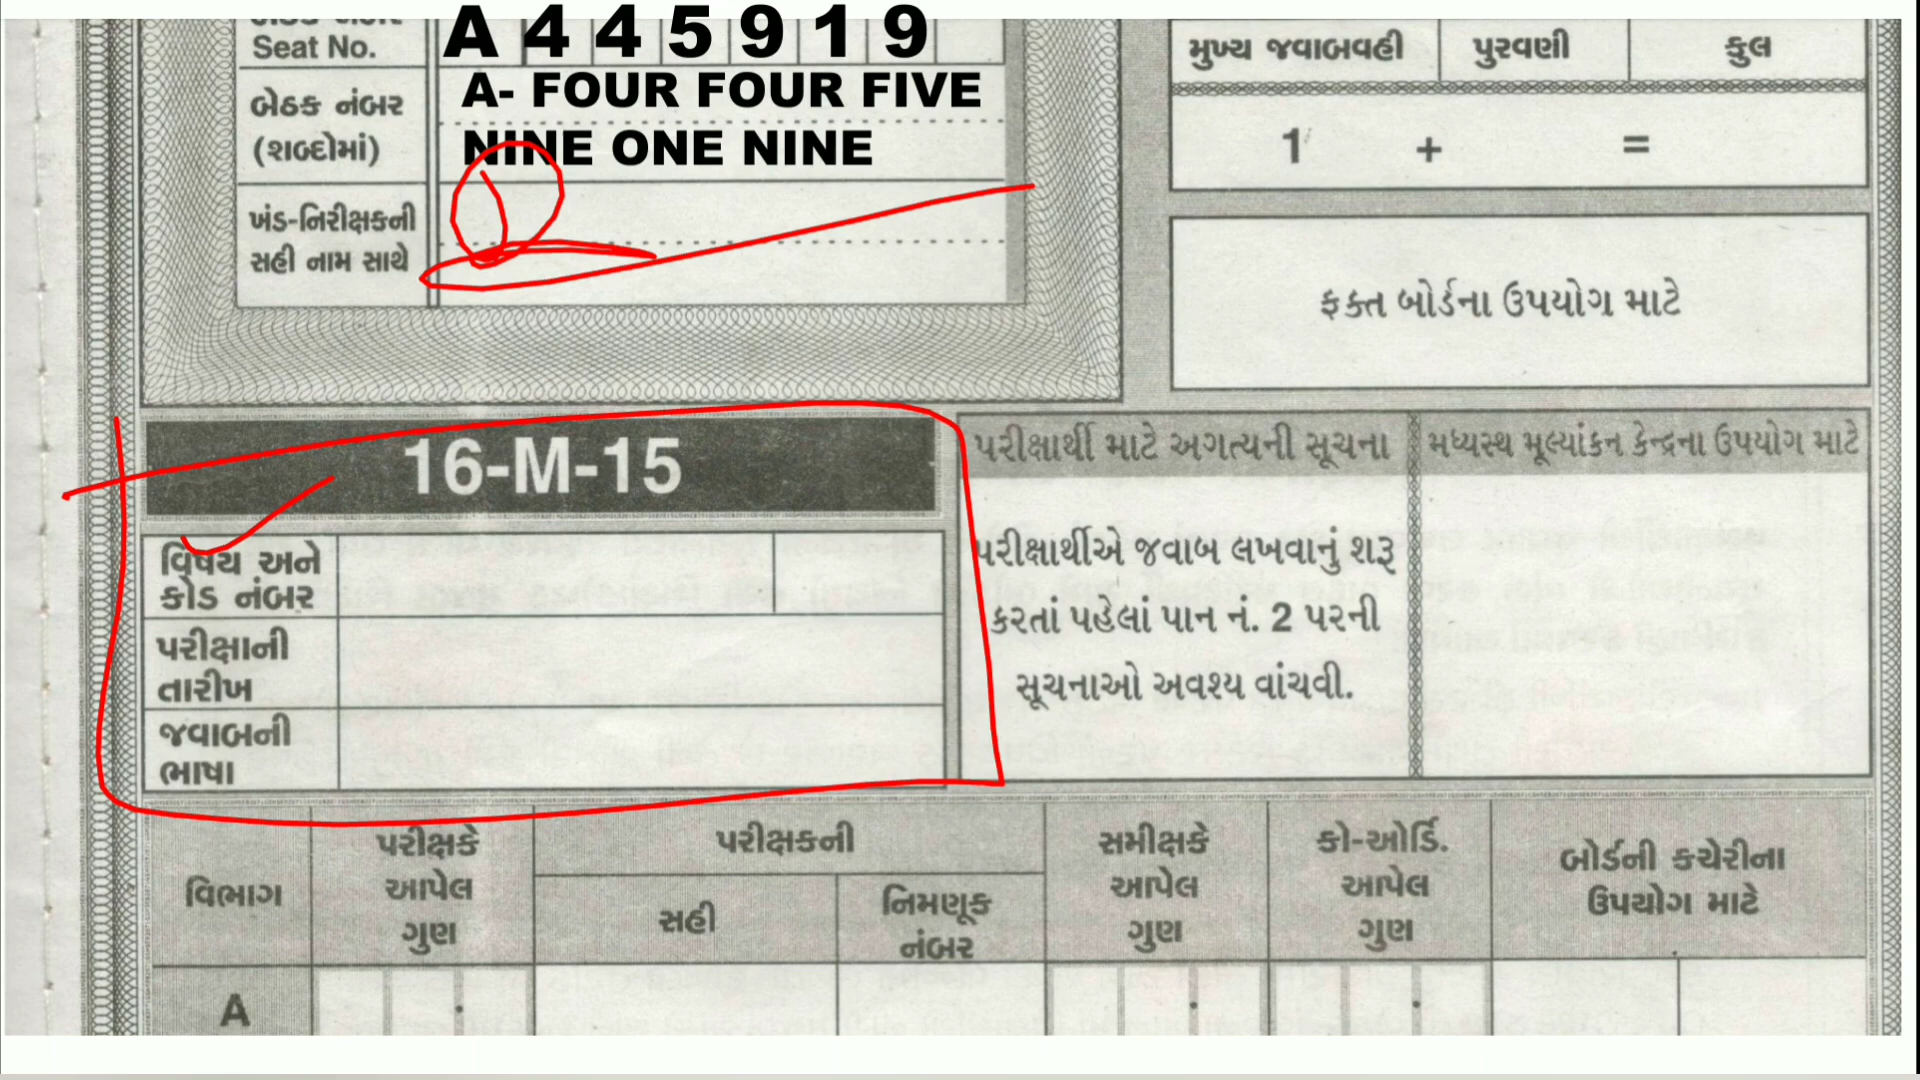 Seat No. A 4 4 5 9 1 9
બેઠક નંબર
(શબ્દોમાં)
A- FOUR FOUR FIVE
NINE ONE NINE
ખંડ-નિરીક્ષકની
સહી નામ સાથે
મુખ્ય જવાબવહી પુરવણી કુલ
1 + =
ફક્ત બોર્ડના ઉપયોગ માટે
16-M-15
વિષય અને
કોડ નંબર
પરીક્ષાની
તારીખ
જવાબની
ભાષા
પરીક્ષાર્થી માટે અગત્યની સૂચના
પરીક્ષાર્થીએ જવાબ લખવાનું શરૂ
કરતાં પહેલાં પાન નં. 2 પરની
સૂચનાઓ અવશ્ય વાંચવી.
મધ્યસ્થ મૂલ્યાંકન કેન્દ્રના ઉપયોગ માટે
વિભાગ
પરીક્ષકે
આપેલ
ગુણ
પરીક્ષકની
સહી
નિમણૂક
નંબર
સમીક્ષકે
આપેલ
ગુણ
કો-ઓર્ડિ.
આપેલ
ગુણ
બોર્ડની કચેરીના
ઉપયોગ માટે
A